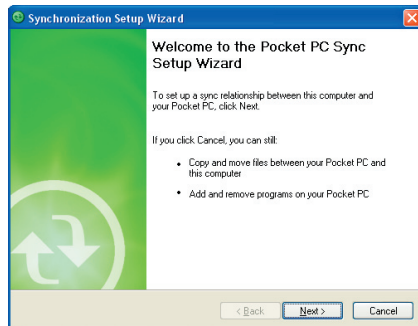 Synchronization Setup Wizard
Welcome to the Pocket PC Sync
Setup Wizard
To set up a sync relationship between this computer and
your Pocket PC, click Next.
If you click Cancel, you can still:
• Copy and move files between your Pocket PC and
this computer
• Add and remove programs on your Pocket PC
< Back Next > Cancel